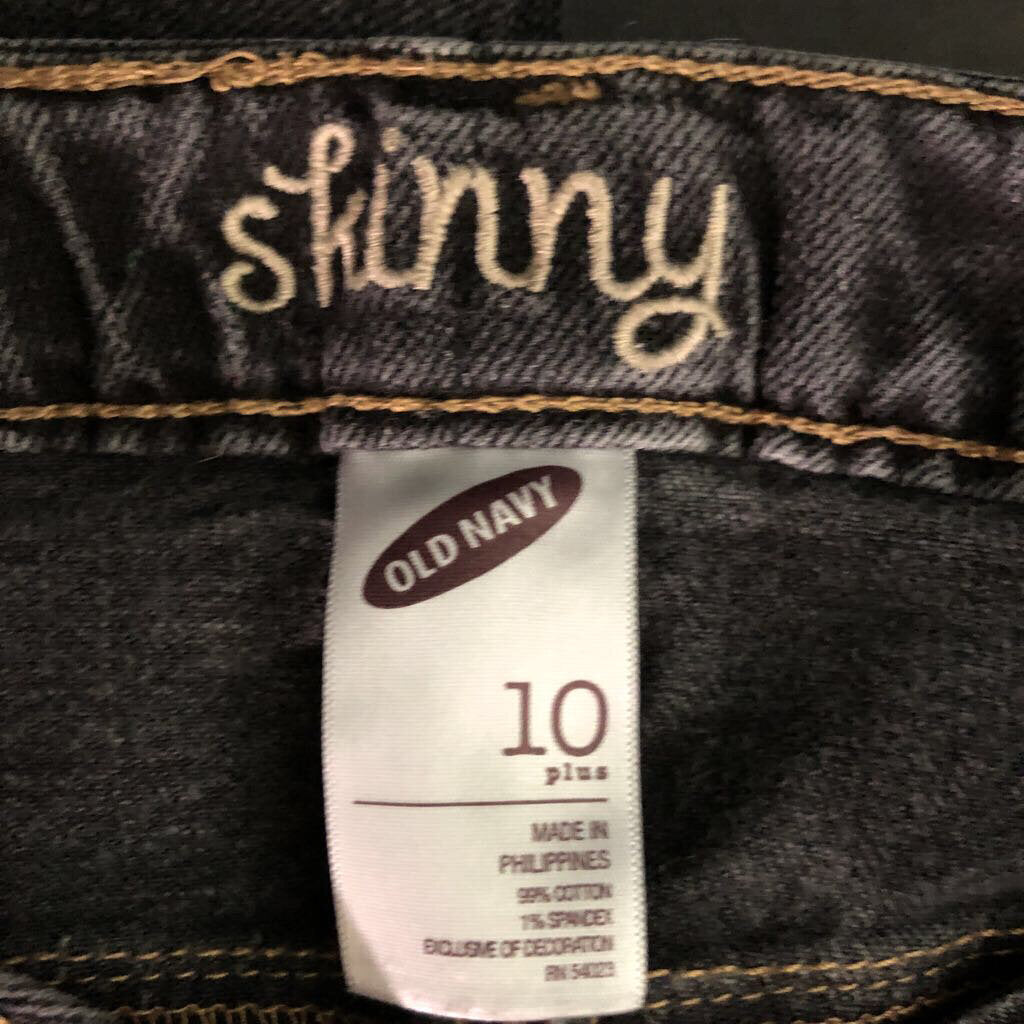 skinny
OLD NAVY
10
plus
MADE IN
PHILIPPINES
99% COTTON
1% SPANDEX
EXCLUSIVE OF DECORATION
RN 54023